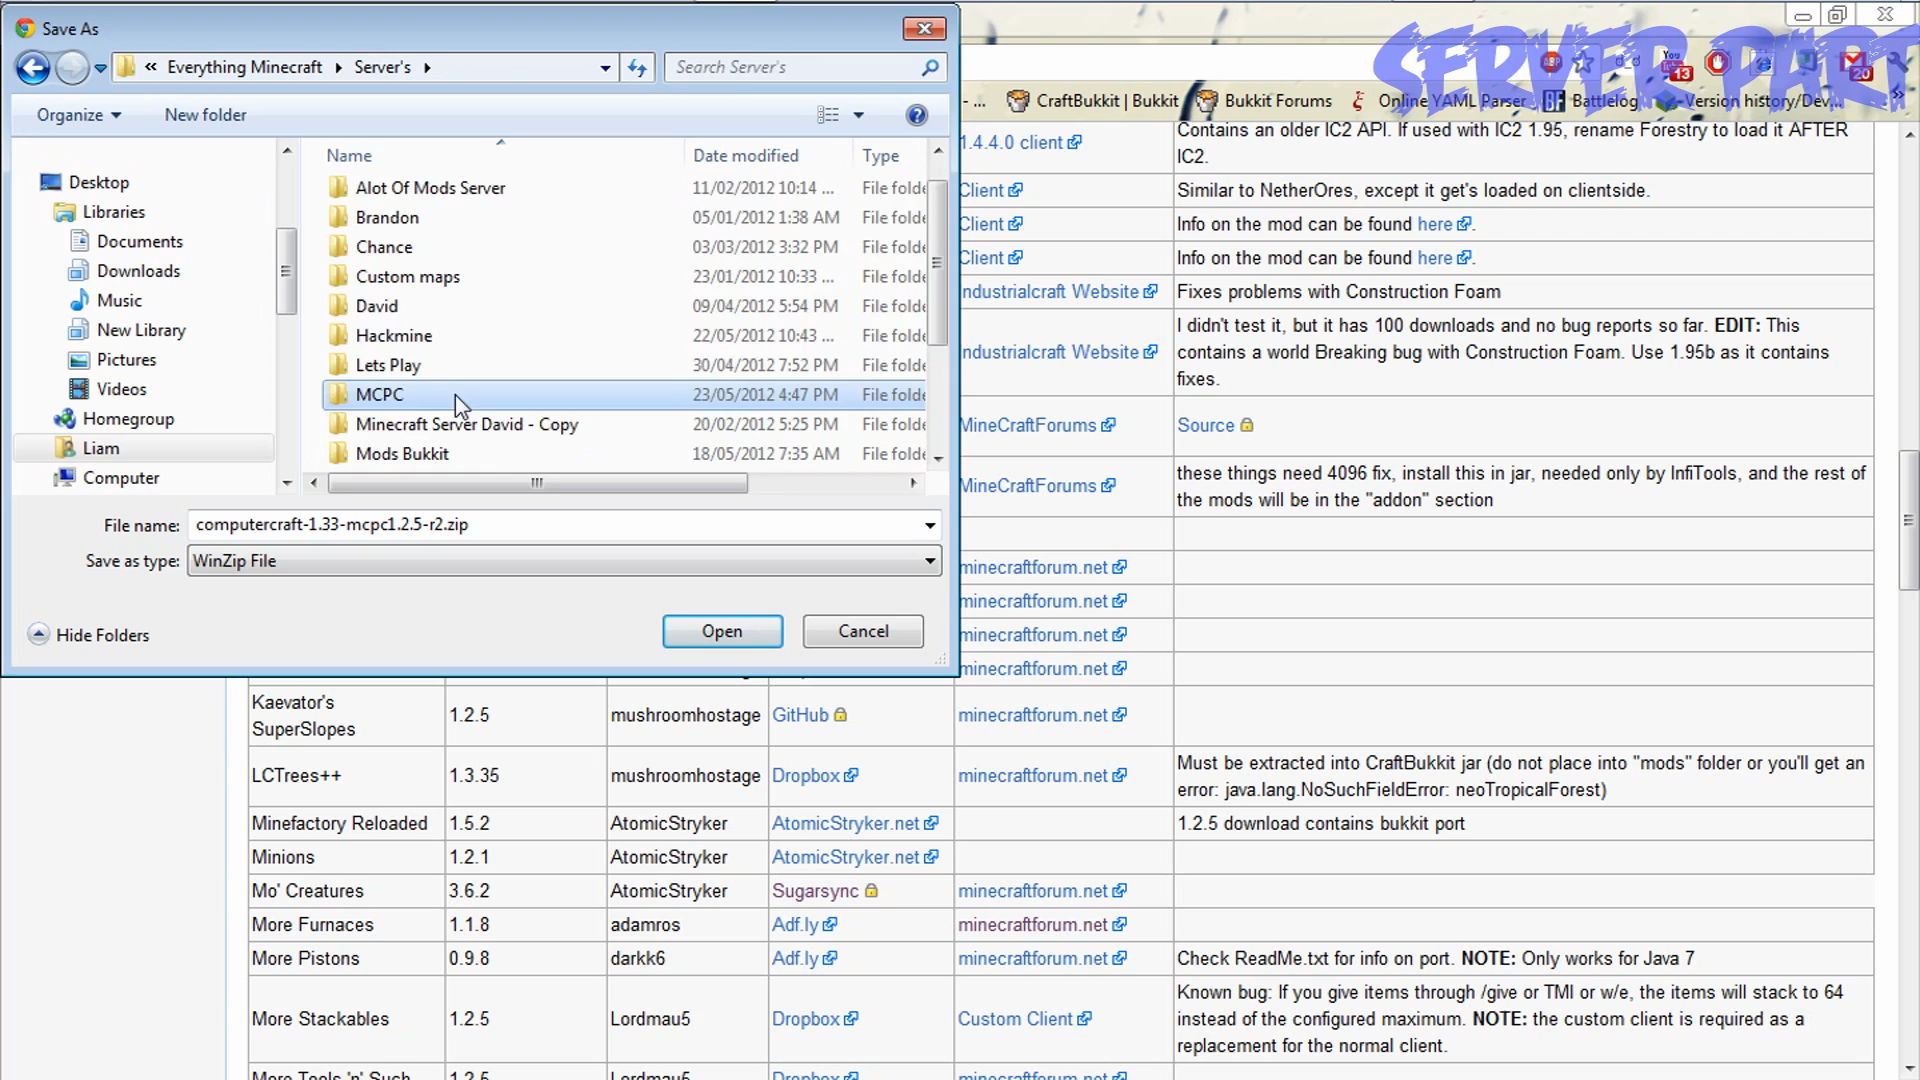 Save As
SERVER PART
« Everything Minecraft Server's
Search Server's
Organize New folder
- ... CraftBukkit | Bukkit Bukkit Forums Online YAML Parser Battlelog Version history/Dev...
13
20
Name Date modified Type
Desktop
Libraries
Documents
Downloads
Music
New Library
Pictures
Videos
Homegroup
Liam
Computer
Alot Of Mods Server 11/02/2012 10:14 ... File folde
Brandon 05/01/2012 1:38 AM File folde
Chance 03/03/2012 3:32 PM File folde
Custom maps 23/01/2012 10:33 ... File folde
David 09/04/2012 5:54 PM File folde
Hackmine 22/05/2012 10:43 ... File folde
Lets Play 30/04/2012 7:52 PM File folde
MCPC 23/05/2012 4:47 PM File folde
Minecraft Server David - Copy 20/02/2012 5:25 PM File folde
Mods Bukkit 18/05/2012 7:35 AM File folde
File name: computercraft-1.33-mcpc1.2.5-r2.zip
Save as type: WinZip File
Hide Folders
Open
Cancel
1.4.4.0 client Contains an older IC2 API. If used with IC2 1.95, rename Forestry to load it AFTER
IC2.
Client Similar to NetherOres, except it get's loaded on clientside.
Client Info on the mod can be found here.
Client Info on the mod can be found here.
ndustrialcraft Website Fixes problems with Construction Foam
ndustrialcraft Website I didn't test it, but it has 100 downloads and no bug reports so far. EDIT: This
contains a world Breaking bug with Construction Foam. Use 1.95b as it contains
fixes.
MineCraftForums Source
MineCraftForums these things need 4096 fix, install this in jar, needed only by InfiTools, and the rest of
the mods will be in the "addon" section
minecraftforum.net
minecraftforum.net
minecraftforum.net
minecraftforum.net
Kaevator's
SuperSlopes 1.2.5 mushroomhostage GitHub minecraftforum.net
LCTrees++ 1.3.35 mushroomhostage Dropbox minecraftforum.net Must be extracted into CraftBukkit jar (do not place into "mods" folder or you'll get an
error: java.lang.NoSuchFieldError: neoTropicalForest)
Minefactory Reloaded 1.5.2 AtomicStryker AtomicStryker.net 1.2.5 download contains bukkit port
Minions 1.2.1 AtomicStryker AtomicStryker.net
Mo' Creatures 3.6.2 AtomicStryker Sugarsync minecraftforum.net
More Furnaces 1.1.8 adamros Adf.ly minecraftforum.net
More Pistons 0.9.8 darkk6 Adf.ly minecraftforum.net Check ReadMe.txt for info on port. NOTE: Only works for Java 7
More Stackables 1.2.5 Lordmau5 Dropbox Custom Client Known bug: If you give items through /give or TMI or w/e, the items will stack to 64
instead of the configured maximum. NOTE: the custom client is required as a
replacement for the normal client.
More Tools 'n' Such 1.2.5 Lordmau5 Dropbox minecraftforum.net